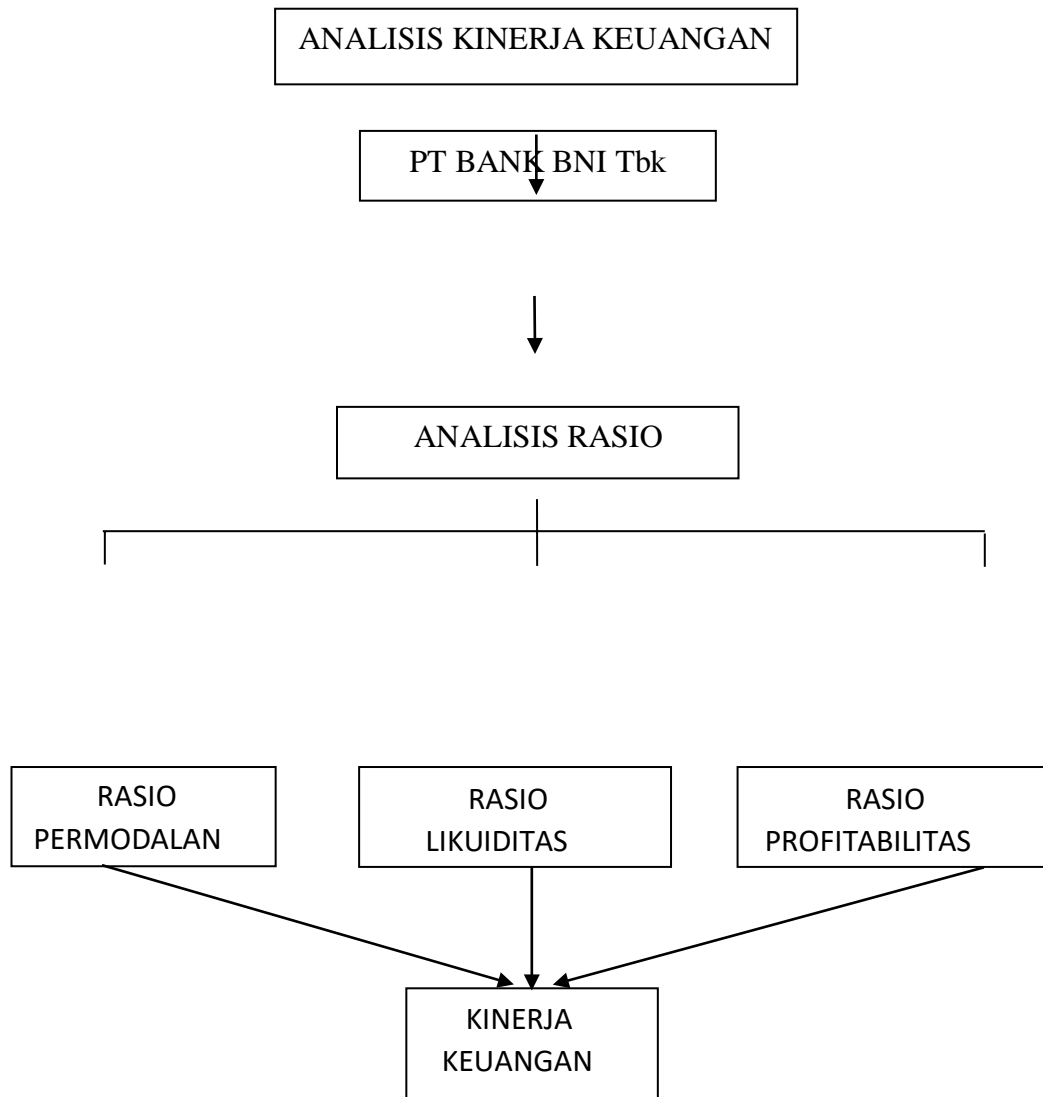 ANALISIS KINERJA KEUANGAN
PT BANK BNI Tbk
ANALISIS RASIO
RASIO
PERMODALAN
RASIO
LIKUIDITAS
RASIO
PROFITABILITAS
KINERJA
KEUANGAN